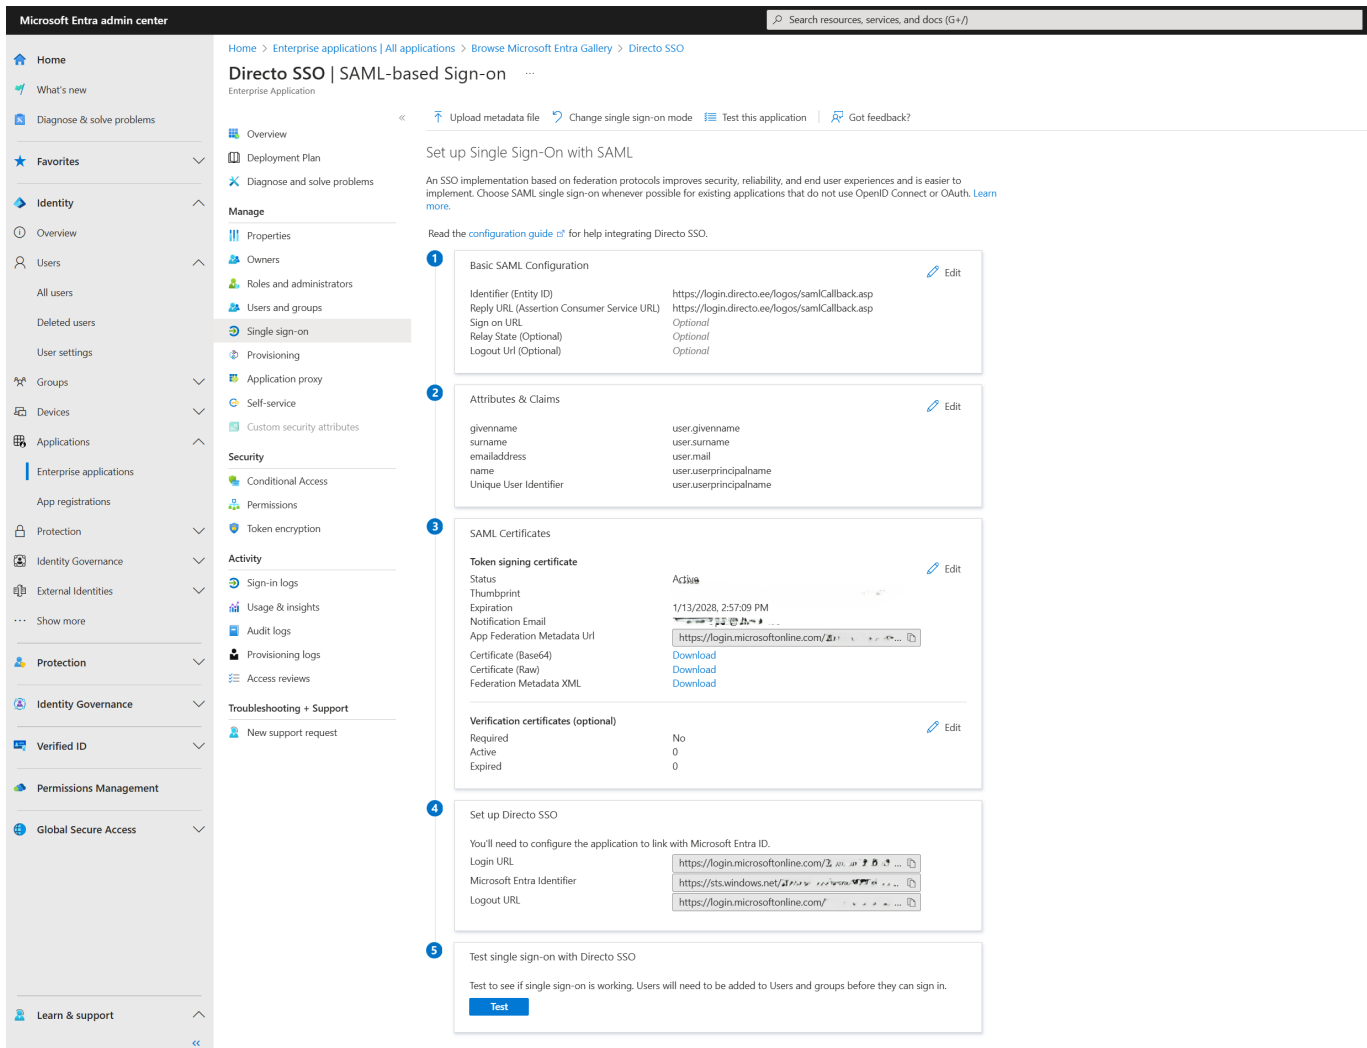 Microsoft Entra admin center
Search resources, services, and docs (G+/)
Home
What's new
Diagnose & solve problems
Favorites
Identity
Overview
Users
All users
Deleted users
User settings
Groups
Devices
Applications
Enterprise applications
App registrations
Protection
Identity Governance
External Identities
Show more
Protection
Identity Governance
Verified ID
Permissions Management
Global Secure Access
Learn & support
Home > Enterprise applications | All applications > Browse Microsoft Entra Gallery > Directo SSO
Directo SSO | SAML-based Sign-on ...
Enterprise Application
Overview
Deployment Plan
Diagnose and solve problems
Manage
Properties
Owners
Roles and administrators
Users and groups
Single sign-on
Provisioning
Application proxy
Self-service
Custom security attributes
Security
Conditional Access
Permissions
Token encryption
Activity
Sign-in logs
Usage & insights
Audit logs
Provisioning logs
Access reviews
Troubleshooting + Support
New support request
Upload metadata file Change single sign-on mode Test this application Got feedback?
Set up Single Sign-On with SAML
An SSO implementation based on federation protocols improves security, reliability, and end user experiences and is easier to
implement. Choose SAML single sign-on whenever possible for existing applications that do not use OpenID Connect or OAuth. Learn
more.
Read the configuration guide for help integrating Directo SSO.
1
Basic SAML Configuration
Edit
Identifier (Entity ID) https://login.directo.ee/logos/samlCallback.asp
Reply URL (Assertion Consumer Service URL) https://login.directo.ee/logos/samlCallback.asp
Sign on URL Optional
Relay State (Optional) Optional
Logout Url (Optional) Optional
2
Attributes & Claims
Edit
givenname user.givenname
surname user.surname
emailaddress user.mail
name user.userprincipalname
Unique User Identifier user.userprincipalname
3
SAML Certificates
Token signing certificate
Edit
Status Active
Thumbprint
Expiration 1/13/2028, 2:57:09 PM
Notification Email
App Federation Metadata Url https://login.microsoftonline.com/ ...
Certificate (Base64) Download
Certificate (Raw) Download
Federation Metadata XML Download
Verification certificates (optional)
Edit
Required No
Active 0
Expired 0
4
Set up Directo SSO
You'll need to configure the application to link with Microsoft Entra ID.
Login URL https://login.microsoftonline.com/ ...
Microsoft Entra Identifier https://sts.windows.net/ ...
Logout URL https://login.microsoftonline.com/ ...
5
Test single sign-on with Directo SSO
Test to see if single sign-on is working. Users will need to be added to Users and groups before they can sign in.
Test